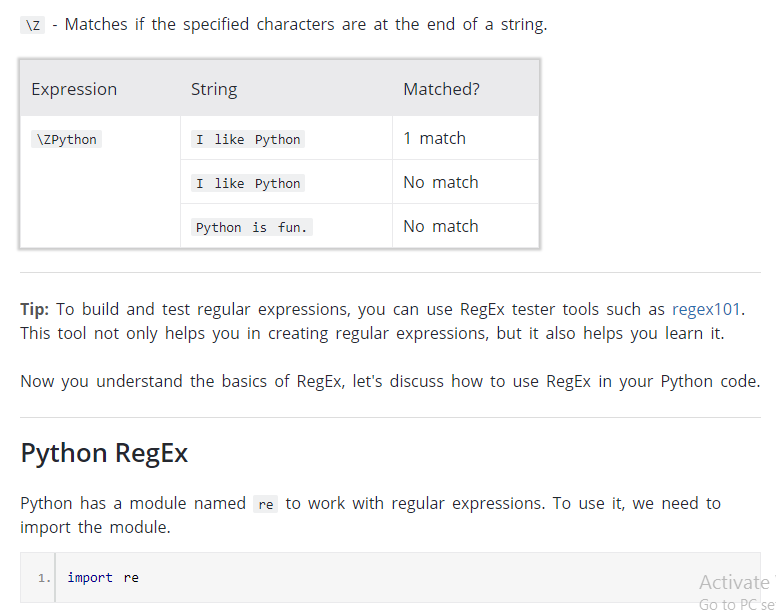 \Z - Matches if the specified characters are at the end of a string.
Expression String Matched?
\ZPython I like Python 1 match
I like Python No match
Python is fun. No match
Tip: To build and test regular expressions, you can use RegEx tester tools such as regex101.
This tool not only helps you in creating regular expressions, but it also helps you learn it.
Now you understand the basics of RegEx, let's discuss how to use RegEx in your Python code.
Python RegEx
Python has a module named re to work with regular expressions. To use it, we need to
import the module.
1. import re
Activate
Go to PC se